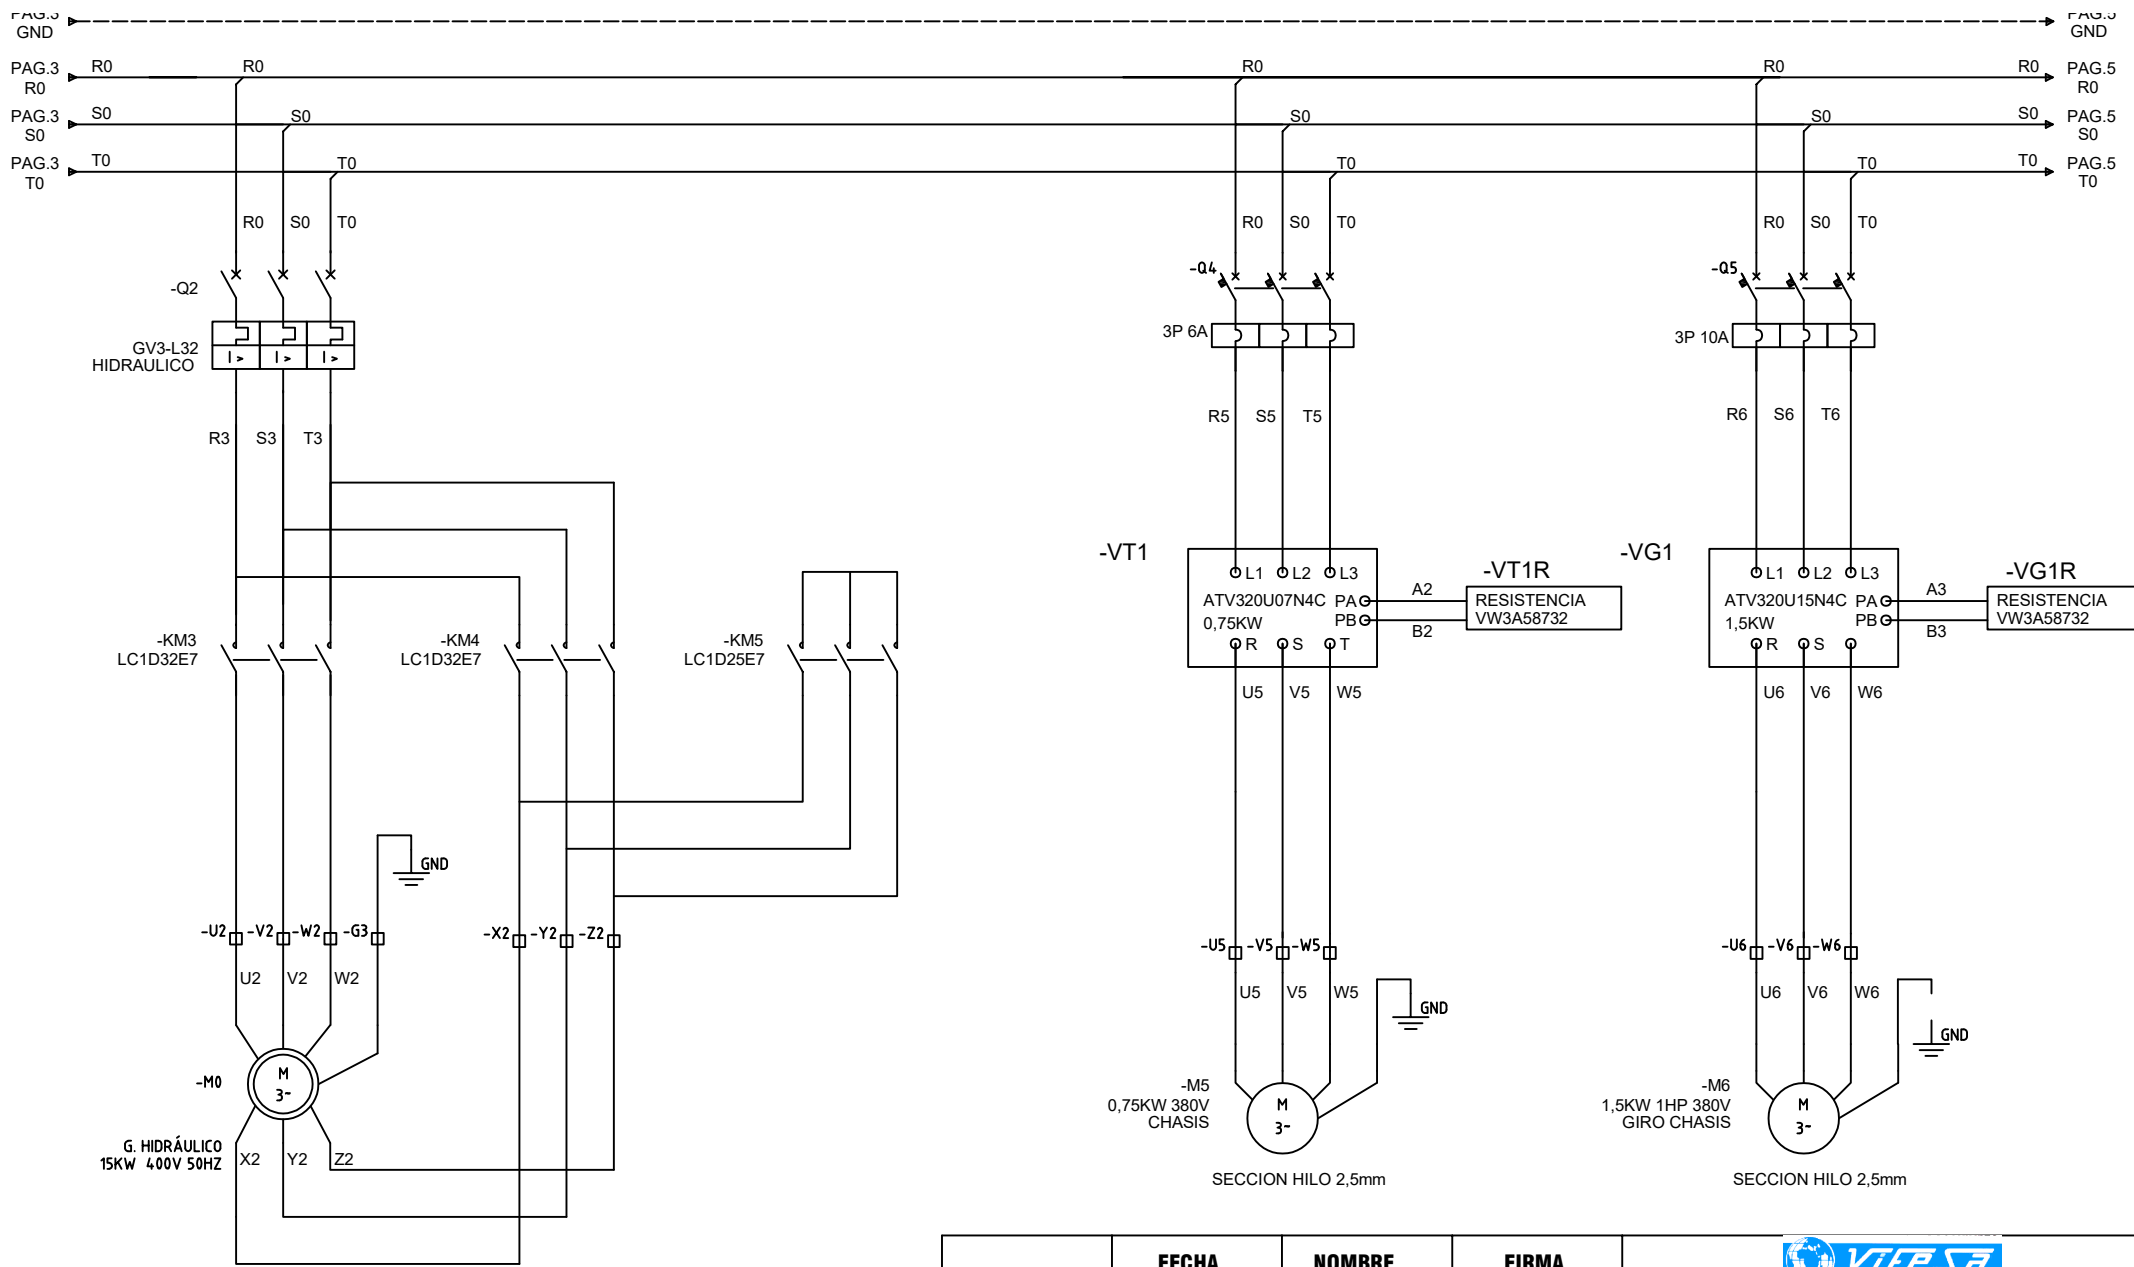 PAG.3
GND
PAG.5
GND
PAG.3
R0
R0
R0
R0
R0
R0
PAG.5
R0
PAG.3
S0
S0
S0
S0
S0
S0
PAG.5
S0
PAG.3
T0
T0
T0
T0
T0
T0
PAG.5
T0
R0 S0 T0
R0 S0 T0
R0 S0 T0
-Q2
-Q4
-Q5
GV3-L32
HIDRAULICO
I> I> I>
3P 6A
3P 10A
R3 S3 T3
R5 S5 T5
R6 S6 T6
-VT1
L1 L2 L3
ATV320U07N4C PA
0,75KW PB
R S T
A2
B2
-VT1R
RESISTENCIA
VW3A58732
-VG1
L1 L2 L3
ATV320U15N4C PA
1,5KW PB
R S
A3
B3
-VG1R
RESISTENCIA
VW3A58732
-KM3
LC1D32E7
-KM4
LC1D32E7
-KM5
LC1D25E7
U5 V5 W5
U6 V6 W6
GND
-U2 -V2 -W2 -G3
-X2 -Y2 -Z2
-U5 -V5 -W5
-U6 -V6 -W6
U2 V2 W2
U5 V5 W5
GND
U6 V6 W6
GND
-M0
M
3~
G. HIDRÁULICO
15KW 400V 50HZ
X2 Y2 Z2
-M5
0,75KW 380V
CHASIS
M
3~
SECCION HILO 2,5mm
-M6
1,5KW 1HP 380V
GIRO CHASIS
M
3~
SECCION HILO 2,5mm
FECHA NOMBRE FIRMA